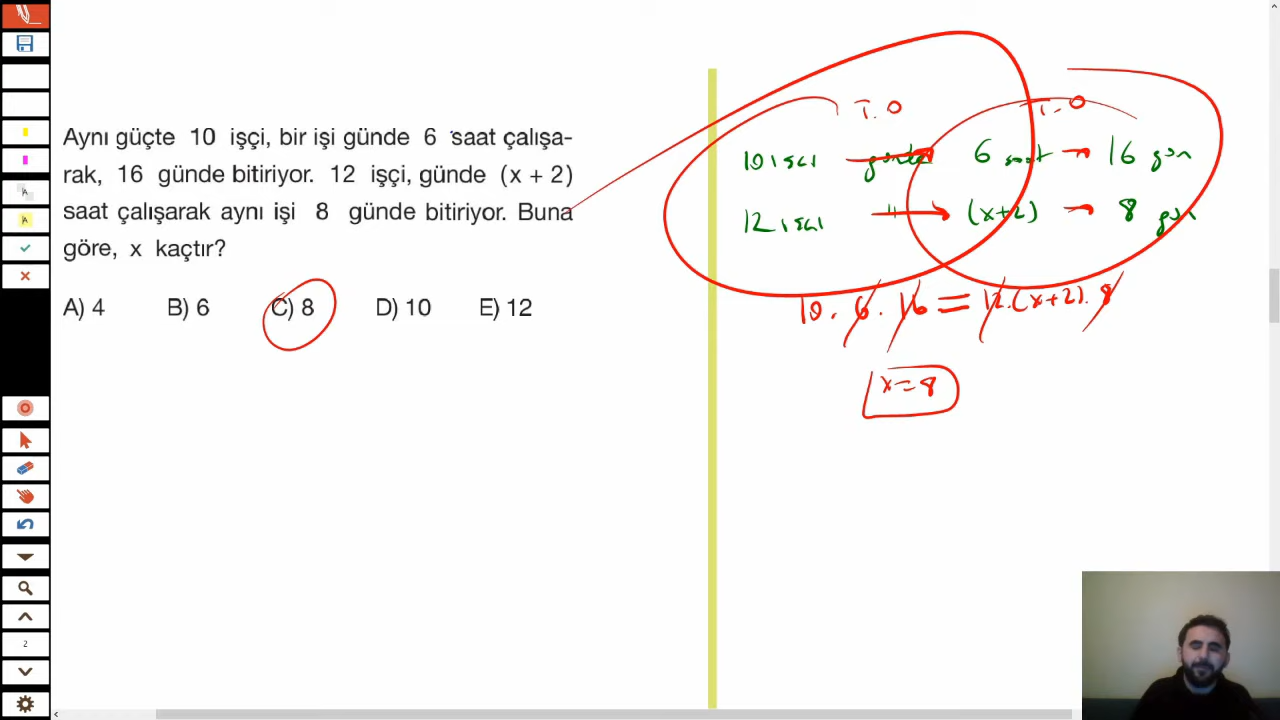 Aynı güçte 10 işçi, bir işi günde 6 saat çalışa-
rak, 16 günde bitiriyor. 12 işçi, günde (x + 2)
saat çalışarak aynı işi 8 günde bitiriyor. Buna
göre, x kaçtır?
A) 4 B) 6 C) 8 D) 10 E) 12
T.O T.O
10 işçi günde 6 saat → 16 gün
12 işçi " → (x+2) → 8 gün
10 . 6 . 16 = 12 . (x+2) . 8
x = 8
2